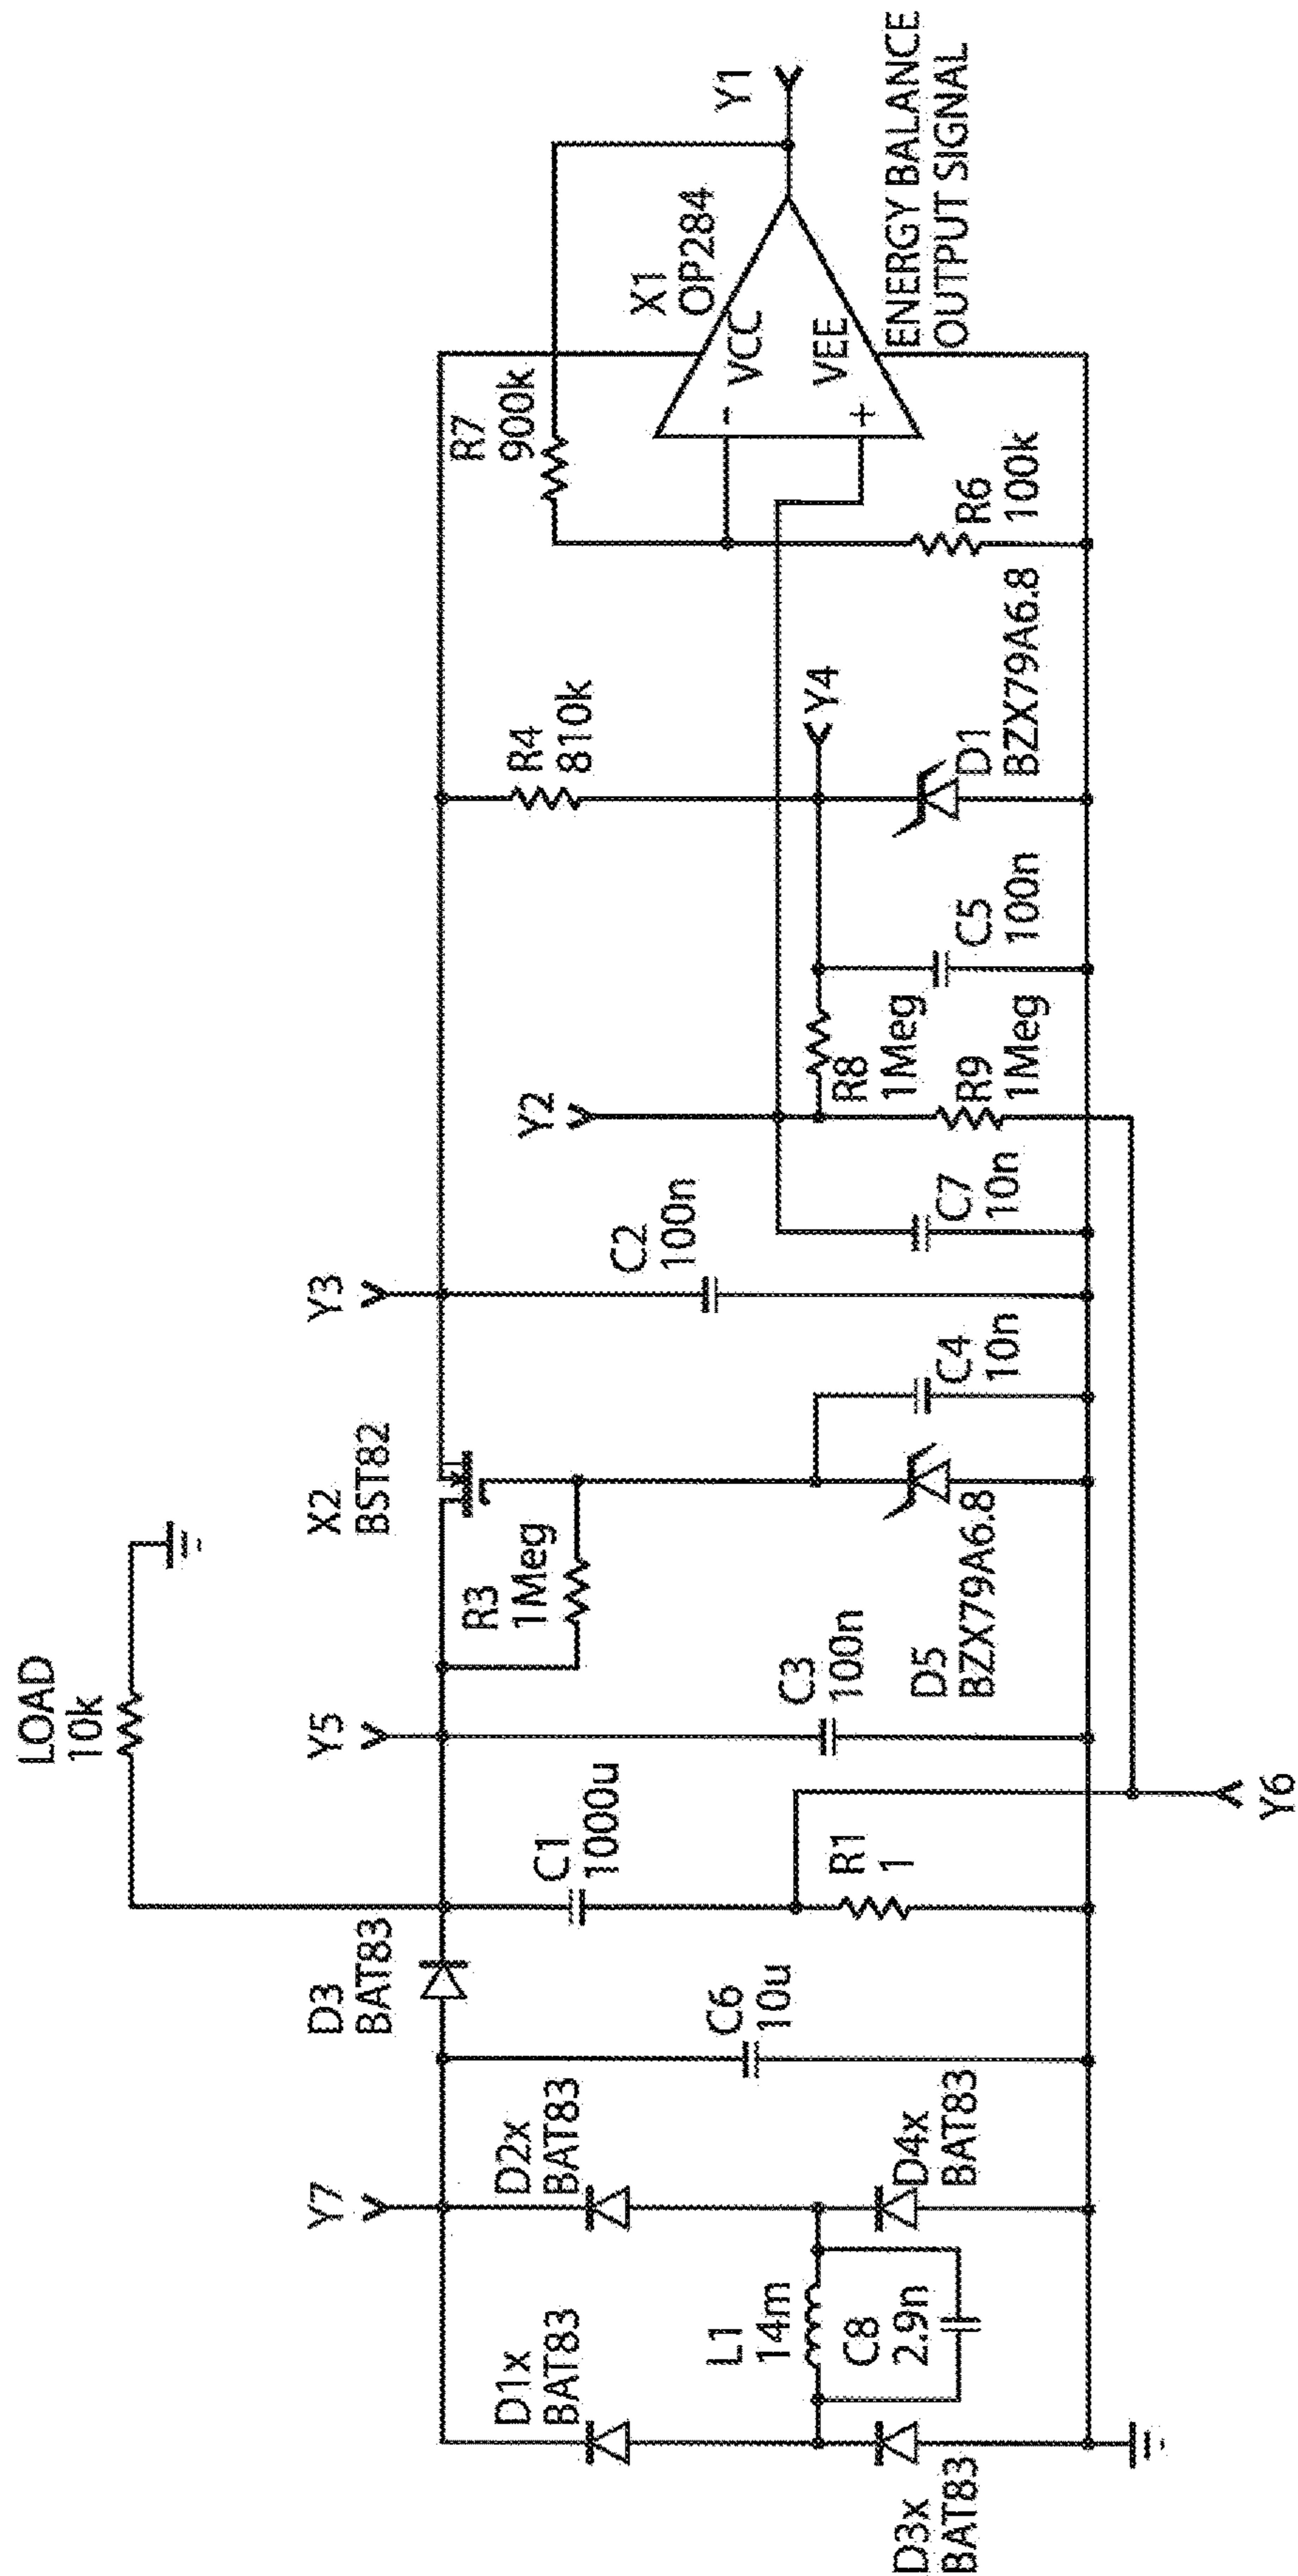 LOAD
10k
D3
BAT83
Y7
D1x
BAT83
D2x
BAT83
L1
14m
C8
2.9n
D3x
BAT83
D4x
BAT83
C6
10u
C1
1000u
R1
1
Y6
Y5
C3
100n
R3
1Meg
X2
BST82
D5
BZX79A6.8
C4
10n
Y3
C2
100n
C7
10n
Y2
R8
1Meg
R9
1Meg
C5
100n
R4
810k
Y4
D1
BZX79A6.8
R7
900k
R6
100k
X1
OP284
VCC
VEE
-
+
Y1
ENERGY BALANCE
OUTPUT SIGNAL